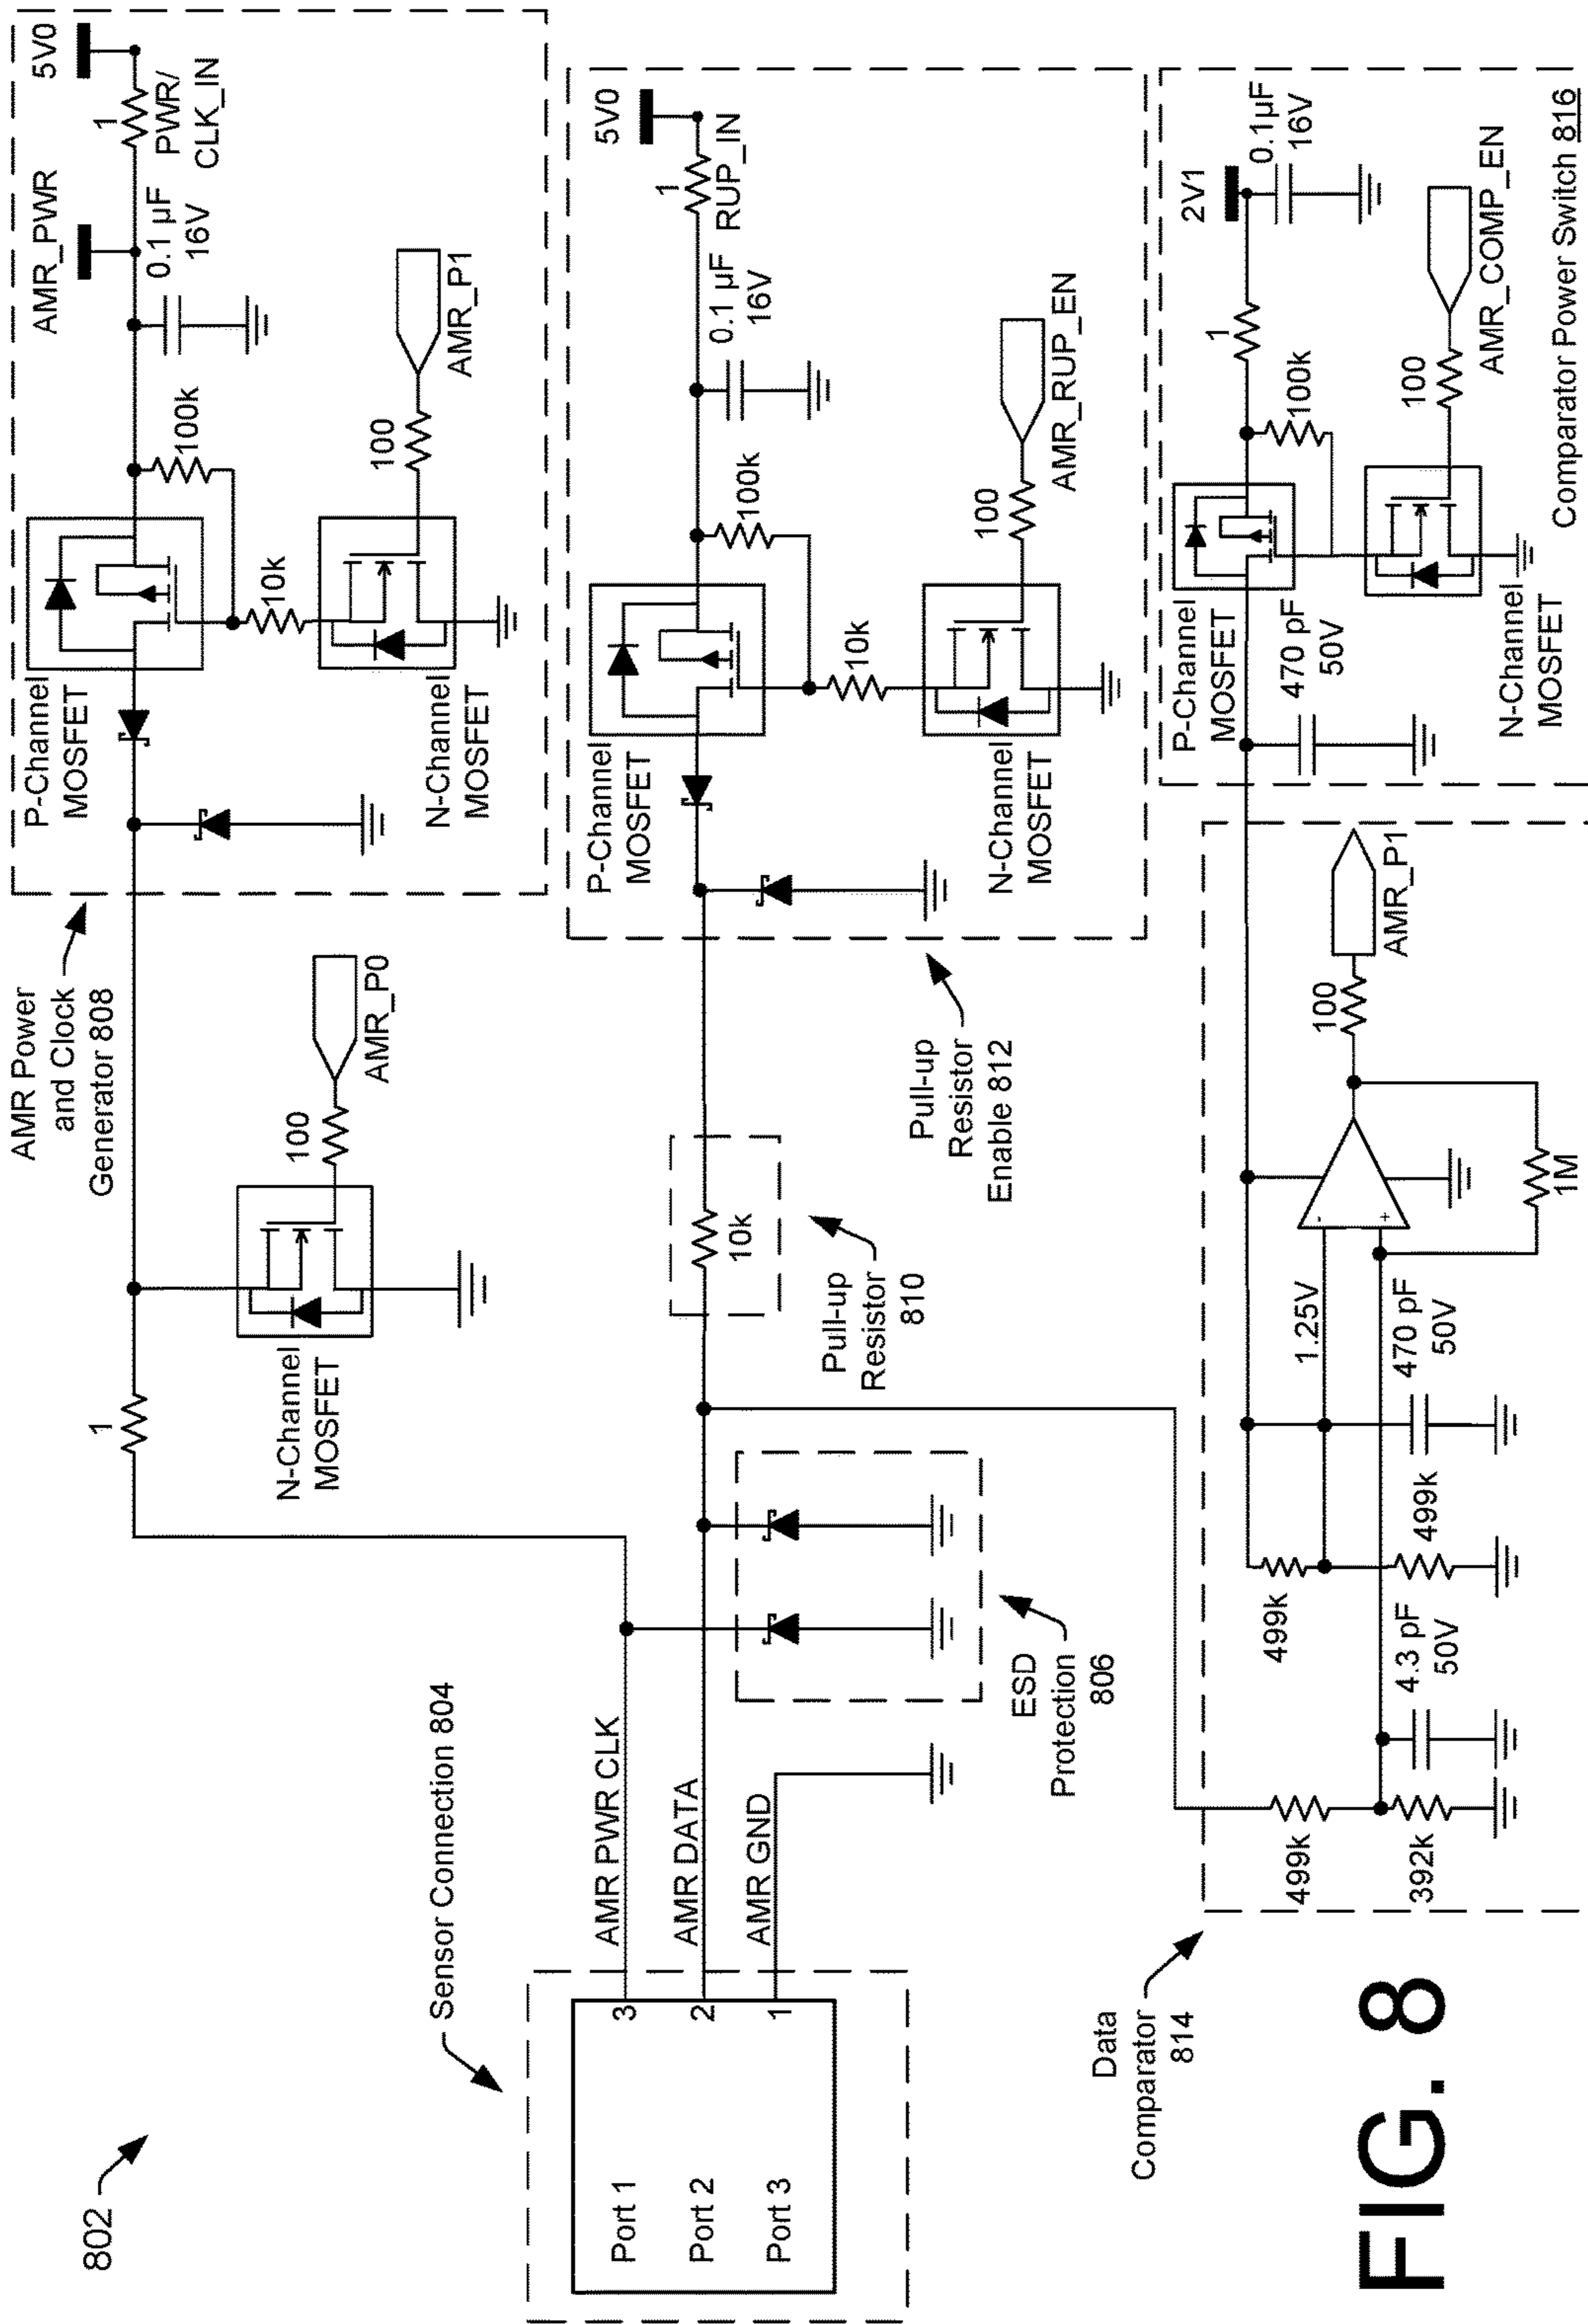 802
Sensor Connection 804
Port 1
Port 2
Port 3
3
2
1
AMR PWR CLK
AMR DATA
AMR GND
ESD
Protection
806
1
N-Channel
MOSFET
100
AMR_P0
AMR Power
and Clock
Generator 808
P-Channel
MOSFET
10k
100k
N-Channel
MOSFET
100
AMR_P1
AMR_PWR
0.1 µF
16V
1
PWR/
CLK_IN
5V0
Pull-up
Resistor
810
10k
Pull-up
Resistor
Enable 812
P-Channel
MOSFET
10k
100k
N-Channel
MOSFET
100
AMR_RUP_EN
0.1 µF
16V
1
RUP_IN
5V0
Data
Comparator
814
499k
392k
4.3 pF
50V
499k
499k
470 pF
50V
1.25V
-
+
1M
100
AMR_P1
470 pF
50V
P-Channel
MOSFET
N-Channel
MOSFET
100k
1
100
AMR_COMP_EN
2V1
0.1µF
16V
Comparator Power Switch 816
FIG. 8